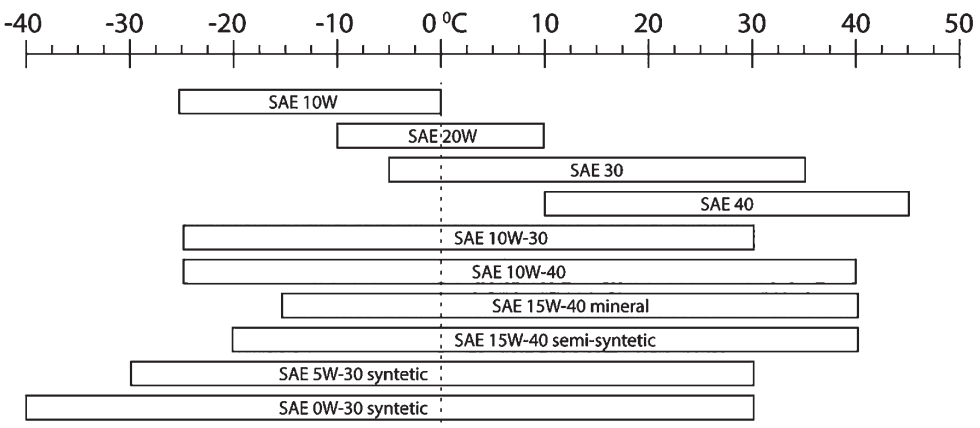 -40 -30 -20 -10 0 ⁰C 10 20 30 40 50
SAE 10W
SAE 20W
SAE 30
SAE 40
SAE 10W-30
SAE 10W-40
SAE 15W-40 mineral
SAE 15W-40 semi-syntetic
SAE 5W-30 syntetic
SAE 0W-30 syntetic